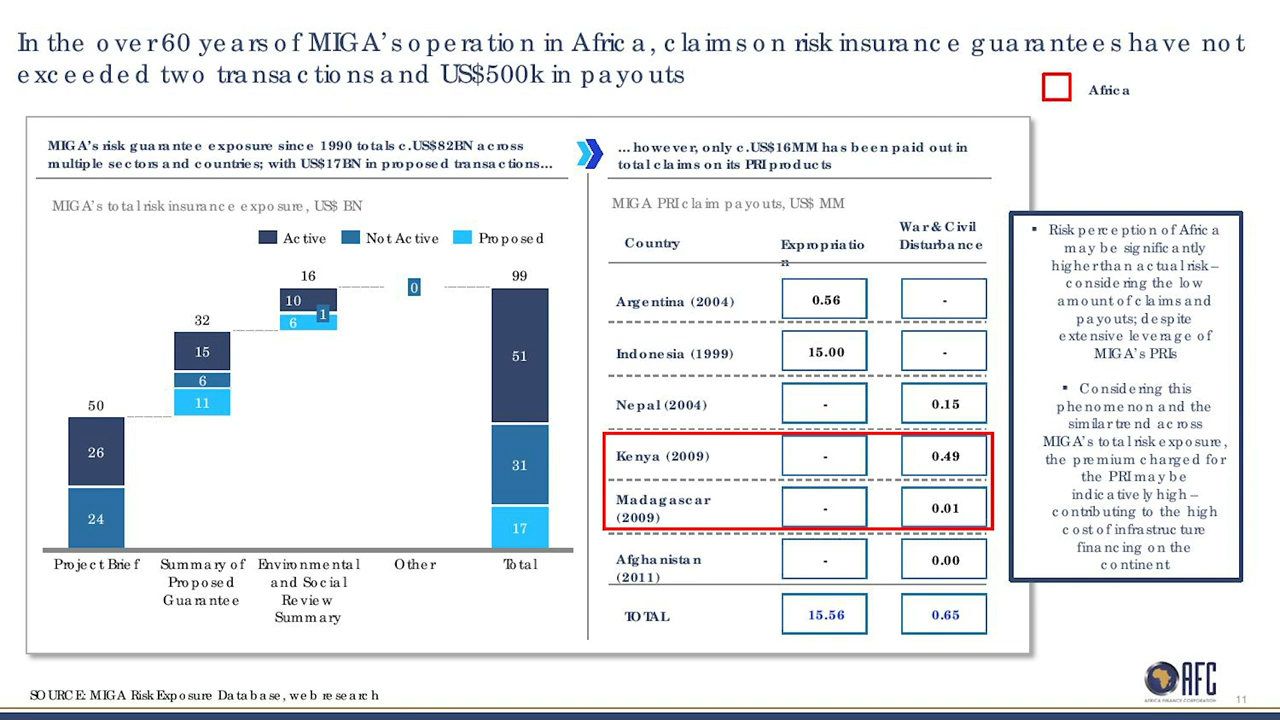 In the over 60 years of MIGA's operation in Africa, claims on risk insurance guarantees have not
exceeded two transactions and US$500k in payouts
Africa
MIGA's risk guarantee exposure since 1990 totals c.US$82BN across
multiple sectors and countries; with US$17BN in proposed transactions...
...however, only c.US$16MM has been paid out in
total claims on its PRI products
MIGA's total risk insurance exposure, US$ BN
Active
Not Active
Proposed
50
26
24
32
15
6
11
16
10
1
6
0
99
51
31
17
Project Brief
Summary of
Proposed
Guarantee
Environmental
and Social
Review
Summary
Other
Total
MIGA PRI claim payouts, US$ MM
Country
Expropriatio
n
War & Civil
Disturbance
Argentina (2004) 0.56 -
Indonesia (1999) 15.00 -
Nepal (2004) - 0.15
Kenya (2009) - 0.49
Madagascar
(2009) - 0.01
Afghanistan
(2011) - 0.00
TOTAL 15.56 0.65
▪ Risk perception of Africa
may be significantly
higher than actual risk –
considering the low
amount of claims and
payouts; despite
extensive leverage of
MIGA's PRIs
▪ Considering this
phenomenon and the
similar trend across
MIGA's total risk exposure,
the premium charged for
the PRI may be
indicatively high –
contributing to the high
cost of infrastructure
financing on the
continent
SOURCE: MIGA Risk Exposure Database, web research
AFC
AFRICA FINANCE CORPORATION
11